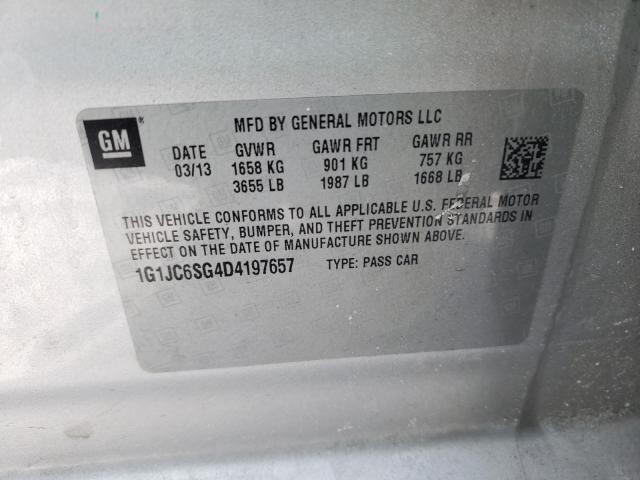 GM®
MFD BY GENERAL MOTORS LLC
DATE GVWR GAWR FRT GAWR RR
03/13 1658 KG 901 KG 757 KG
3655 LB 1987 LB 1668 LB
THIS VEHICLE CONFORMS TO ALL APPLICABLE U.S. FEDERAL MOTOR
VEHICLE SAFETY, BUMPER, AND THEFT PREVENTION STANDARDS IN
EFFECT ON THE DATE OF MANUFACTURE SHOWN ABOVE.
1G1JC6SG4D4197657 TYPE: PASS CAR